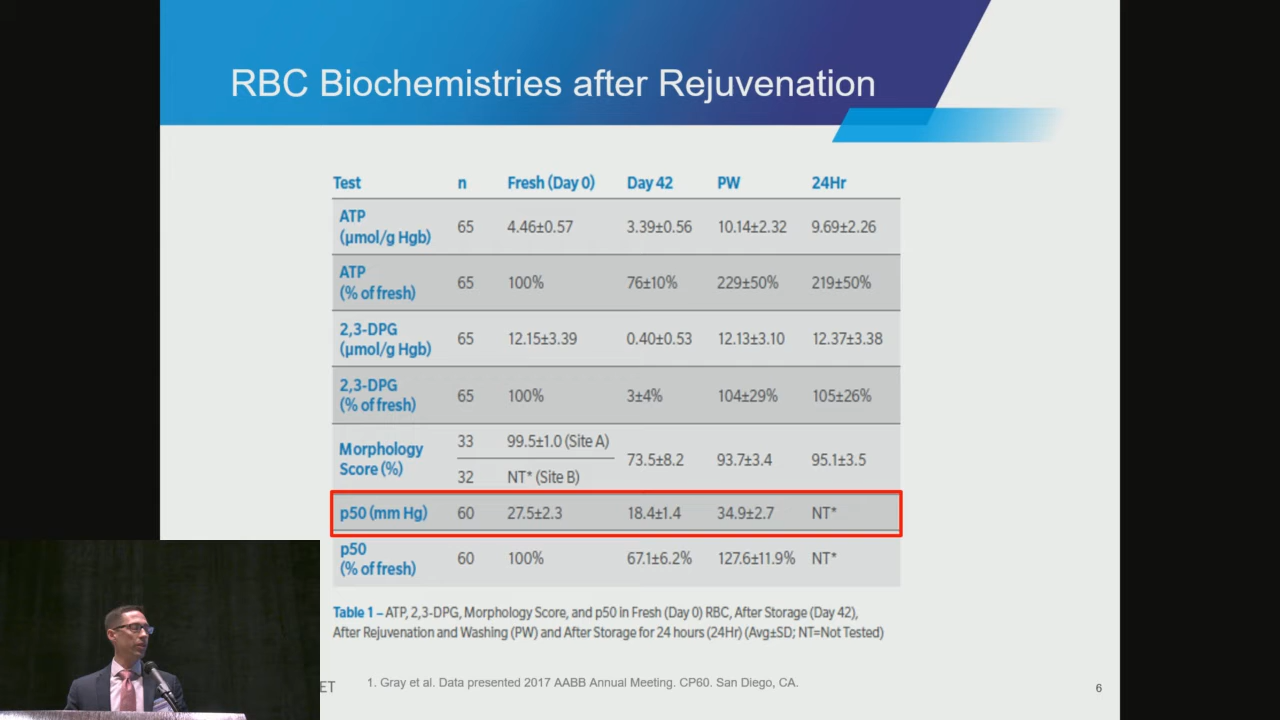 RBC Biochemistries after Rejuvenation
Test n Fresh (Day 0) Day 42 PW 24Hr
ATP
(µmol/g Hgb) 65 4.46±0.57 3.39±0.56 10.14±2.32 9.69±2.26
ATP
(% of fresh) 65 100% 76±10% 229±50% 219±50%
2,3-DPG
(µmol/g Hgb) 65 12.15±3.39 0.40±0.53 12.13±3.10 12.37±3.38
2,3-DPG
(% of fresh) 65 100% 3±4% 104±29% 105±26%
Morphology
Score (%) 33 99.5±1.0 (Site A) 73.5±8.2 93.7±3.4 95.1±3.5
32 NT* (Site B)
p50 (mm Hg) 60 27.5±2.3 18.4±1.4 34.9±2.7 NT*
p50
(% of fresh) 60 100% 67.1±6.2% 127.6±11.9% NT*
Table 1 – ATP, 2,3-DPG, Morphology Score, and p50 in Fresh (Day 0) RBC, After Storage (Day 42),
After Rejuvenation and Washing (PW) and After Storage for 24 hours (24Hr) (Avg±SD; NT=Not Tested)
ET 1. Gray et al. Data presented 2017 AABB Annual Meeting. CP60. San Diego, CA.
6